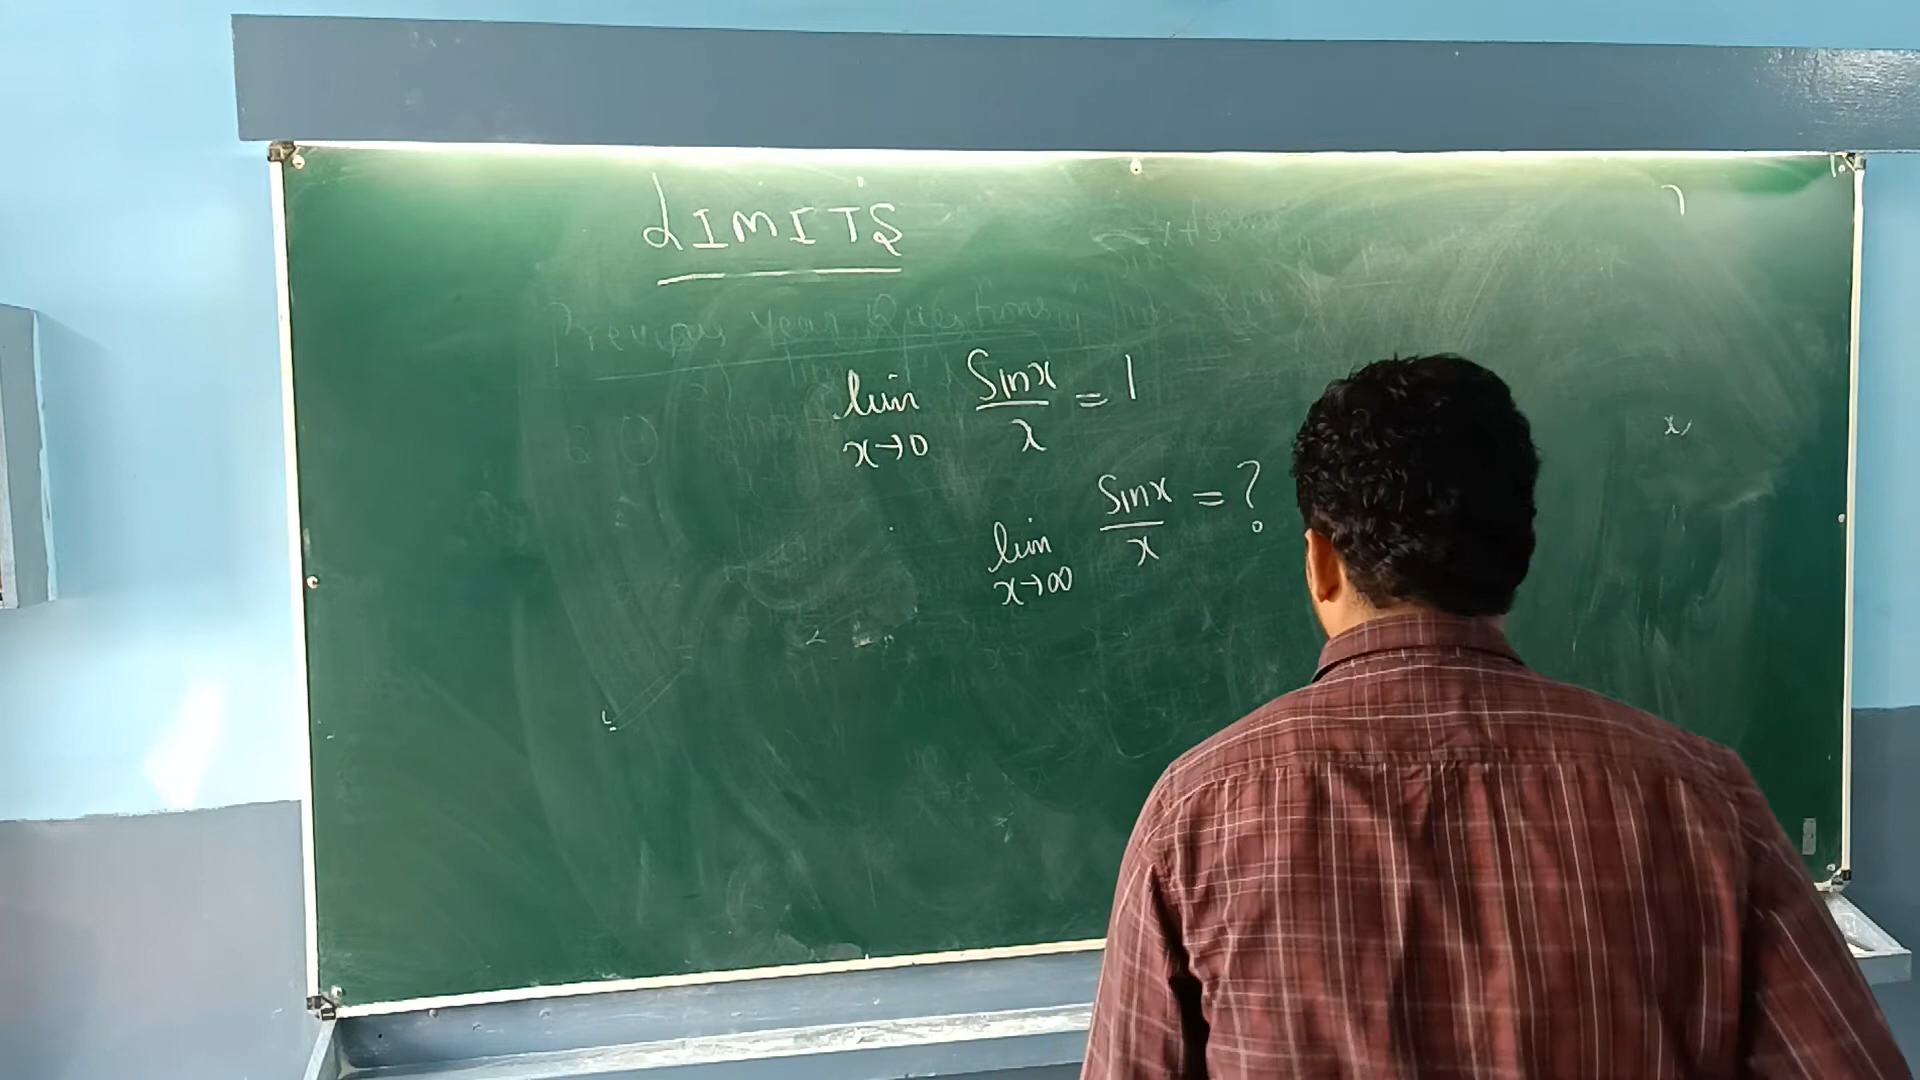 LIMITS
Previous Year Questions
lim x→0 Sinx/x = 1
lim x→∞ Sinx/x = ?
x